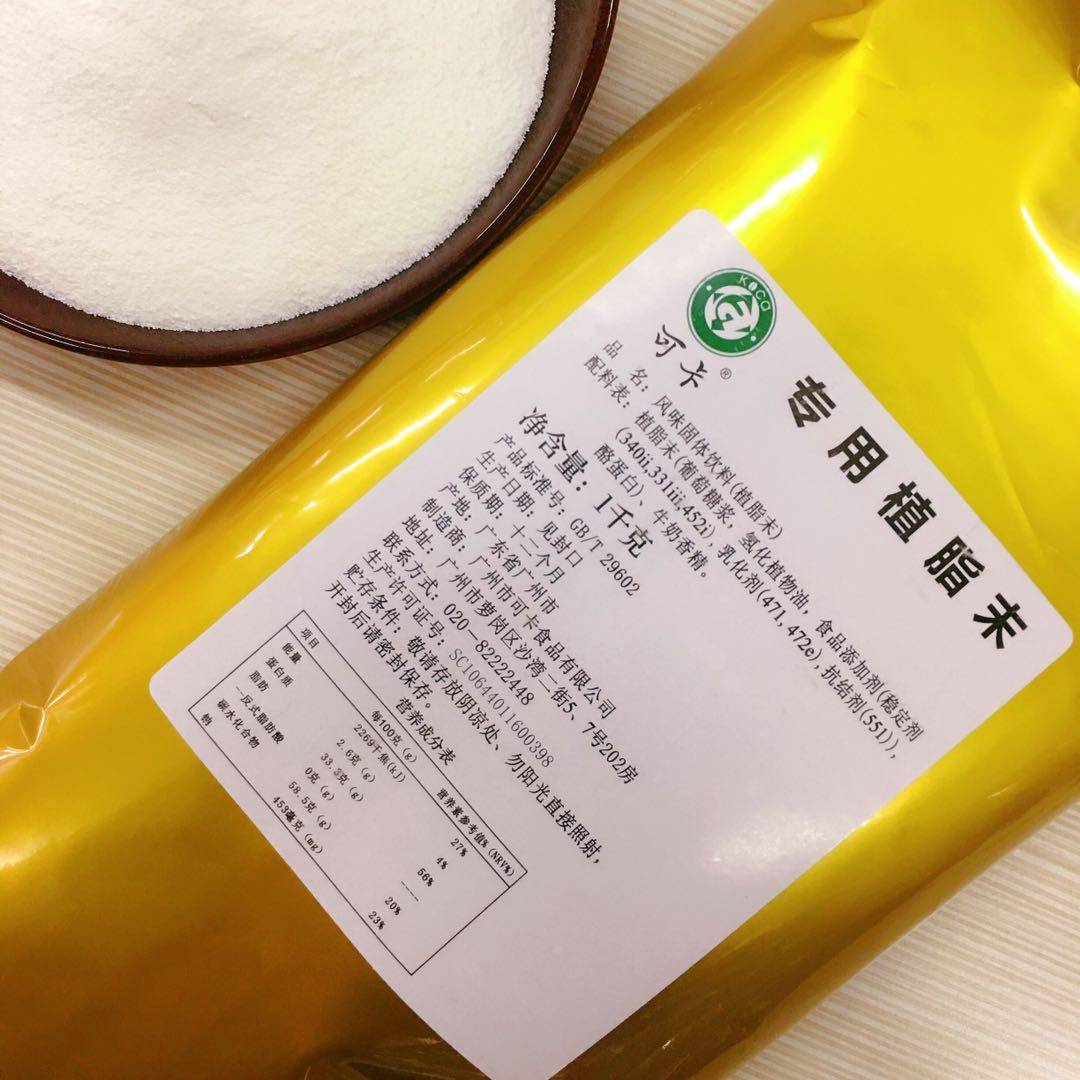 KaCa
可卡®
专用植脂末
品 名：风味固体饮料(植脂末)
配料表：植脂末(葡萄糖浆，氢化植物油，食品添加剂(稳定剂
(340ii,331iii,452i)，乳化剂(471，472e),抗结剂(551)),
酪蛋白)、牛奶香精。
净含量：1千克
产品标准号：GB/T 29602
生产日期：见封口
保质期：十二个月
产地：广东省广州市
制造商：广州市可卡食品有限公司
地址：广州市萝岗区沙湾二街5、7号202房
联系方式：020-82222448
生产许可证号：SC10644011600398
贮存条件：敬请存放阴凉处、勿阳光直接照射，
开封后请密封保存。
营养成分表
项目 每100克(g) 营养素参考值%(NRV%)
能量 2269千焦(kJ) 27%
蛋白质 2.6克(g) 4%
脂肪 33.3克(g) 56%
—反式脂肪酸 0克(g) ---
碳水化合物 58.5克(g) 20%
钠 453毫克(mg) 23%